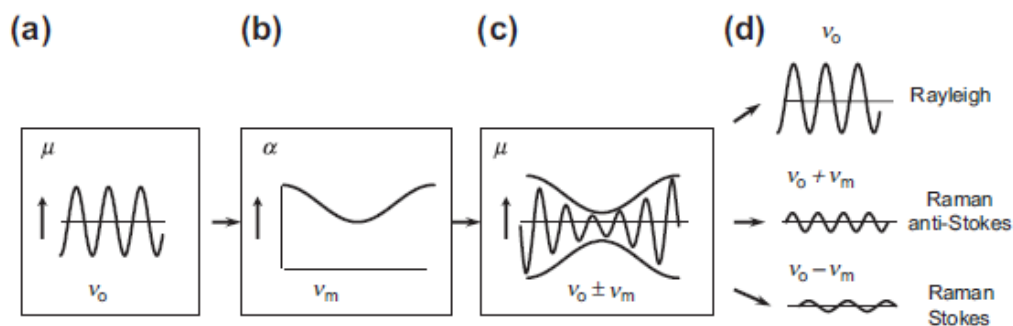 (a)
(b)
(c)
(d)
μ
ν₀
α
νₘ
μ
ν₀ ± νₘ
ν₀
Rayleigh
ν₀ + νₘ
Raman
anti-Stokes
ν₀ − νₘ
Raman
Stokes